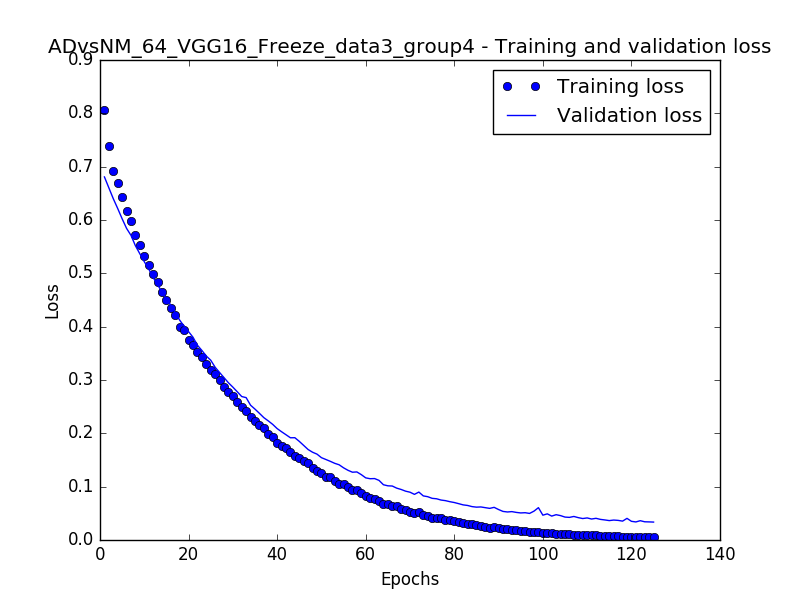 ADvsNM_64_VGG16_Freeze_data3_group4 - Training and validation loss
Training loss
Validation loss
0.9
0.8
0.7
0.6
0.5
0.4
0.3
0.2
0.1
0.0
Loss
0 20 40 60 80 100 120 140
Epochs